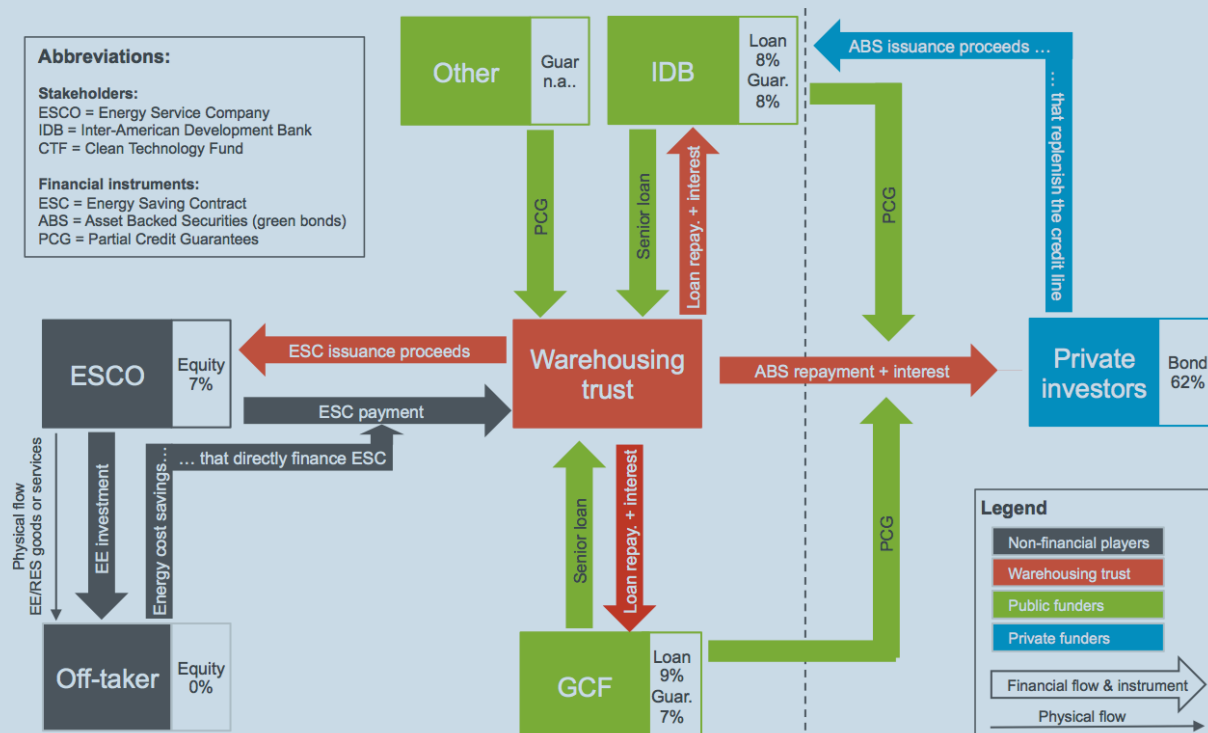 Abbreviations:
Stakeholders:
ESCO = Energy Service Company
IDB = Inter-American Development Bank
CTF = Clean Technology Fund
Financial instruments:
ESC = Energy Saving Contract
ABS = Asset Backed Securities (green bonds)
PCG = Partial Credit Guarantees
Other
Guar
n.a..
IDB
Loan
8%
Guar.
8%
ABS issuance proceeds ...
... that replenish the credit line
PCG
Senior loan
Loan repay. + interest
PCG
ESCO
Equity
7%
ESC issuance proceeds
ESC payment
Warehousing
trust
ABS repayment + interest
Private
investors
Bond
62%
Physical flow
EE/RES goods or services
EE investment
Energy cost savings...
... that directly finance ESC
Senior loan
Loan repay. + interest
PCG
Off-taker
Equity
0%
GCF
Loan
9%
Guar.
7%
Legend
Non-financial players
Warehousing trust
Public funders
Private funders
Financial flow & instrument
Physical flow